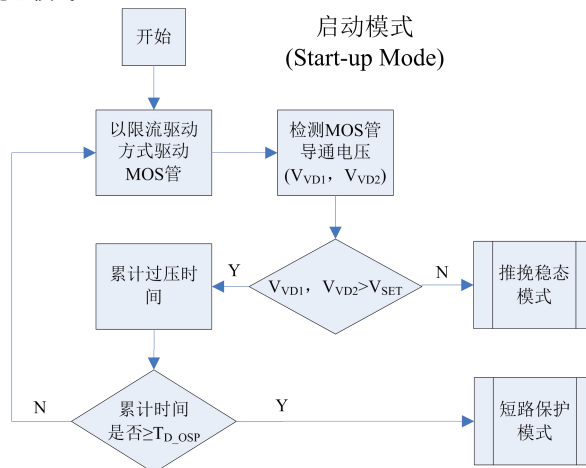 开始
启动模式
(Start-up Mode)
以限流驱动
方式驱动
MOS管
检测MOS管
导通电压
(VVD1，VVD2)
累计过压时
间
Y
VVD1，VVD2>VSET
N
推挽稳态
模式
N
累计时间
是否≥TD_OSP
Y
短路保护
模式